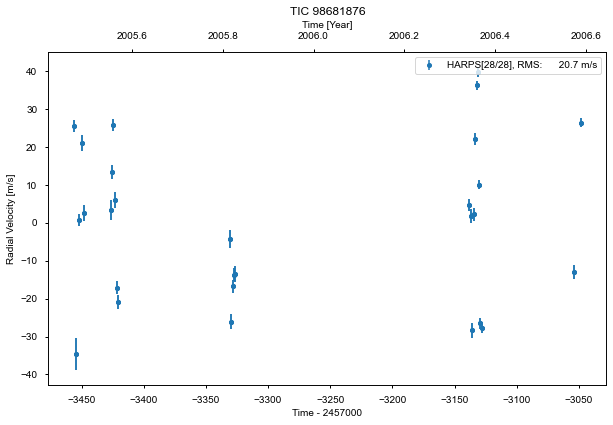 TIC 98681876
Time [Year]
2005.6 2005.8 2006.0 2006.2 2006.4 2006.6
HARPS[28/28], RMS: 20.7 m/s
Radial Velocity [m/s]
40
30
20
10
0
−10
−20
−30
−40
−3450 −3400 −3350 −3300 −3250 −3200 −3150 −3100 −3050
Time - 2457000